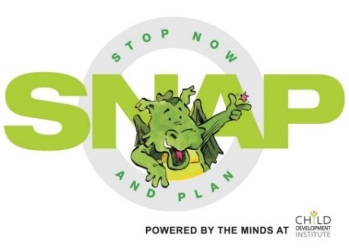 STOP NOW
SNAP
AND PLAN
POWERED BY THE MINDS AT
CHILD
DEVELOPMENT
INSTITUTE